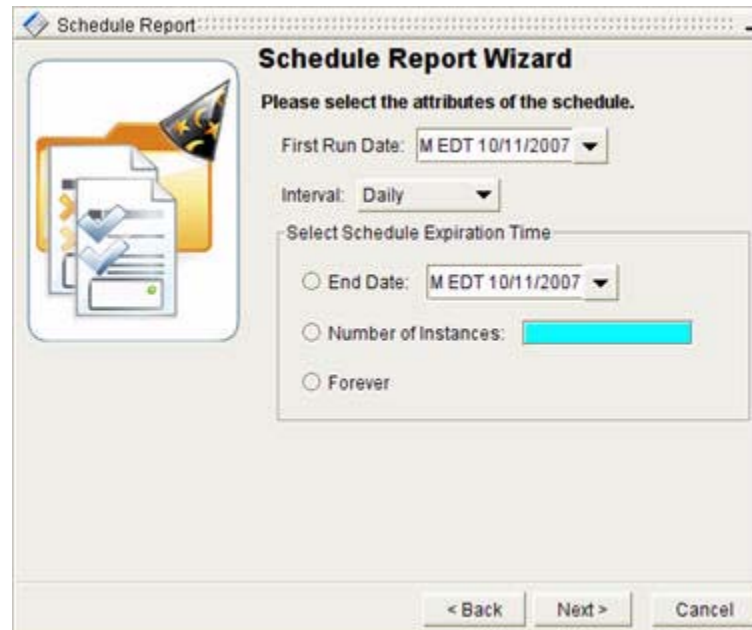 Schedule Report
Schedule Report Wizard
Please select the attributes of the schedule.
First Run Date: M EDT 10/11/2007
Interval: Daily
Select Schedule Expiration Time
End Date: M EDT 10/11/2007
Number of Instances:
Forever
< Back Next > Cancel